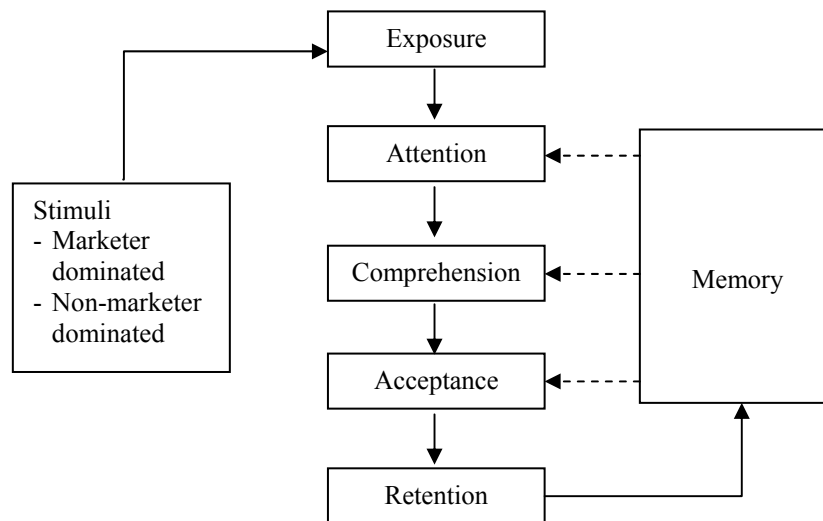 Exposure
Attention
Stimuli
- Marketer
dominated
- Non-marketer
dominated
Comprehension
Memory
Acceptance
Retention